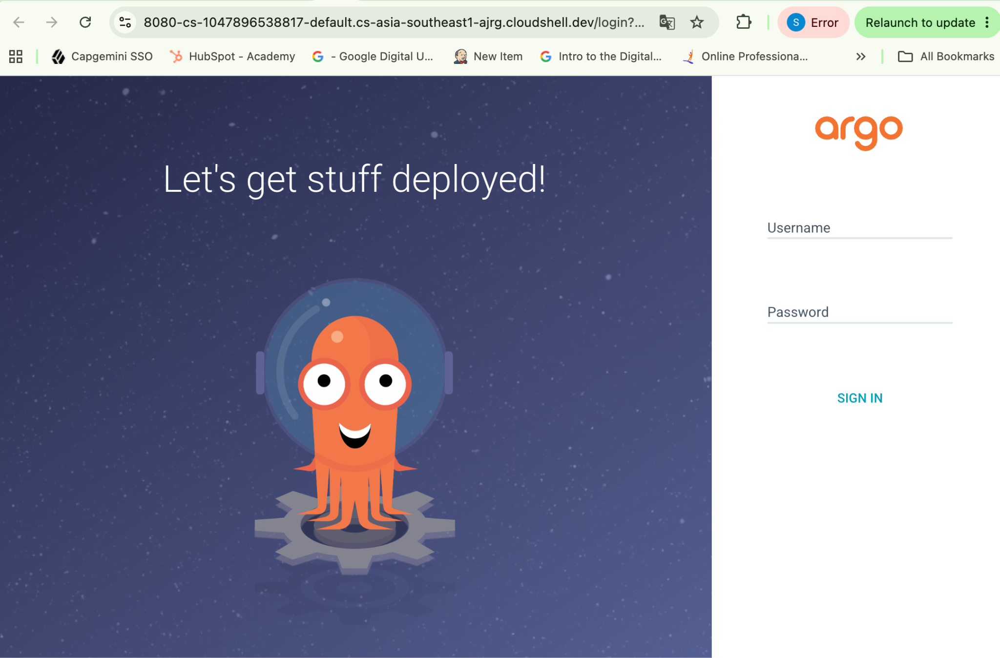 8080-cs-1047896538817-default.cs-asia-southeast1-ajrg.cloudshell.dev/login?...
S
Error
Relaunch to update
Capgemini SSO
HubSpot - Academy
- Google Digital U...
New Item
Intro to the Digital...
Online Professiona...
All Bookmarks
Let's get stuff deployed!
argo
Username
Password
SIGN IN